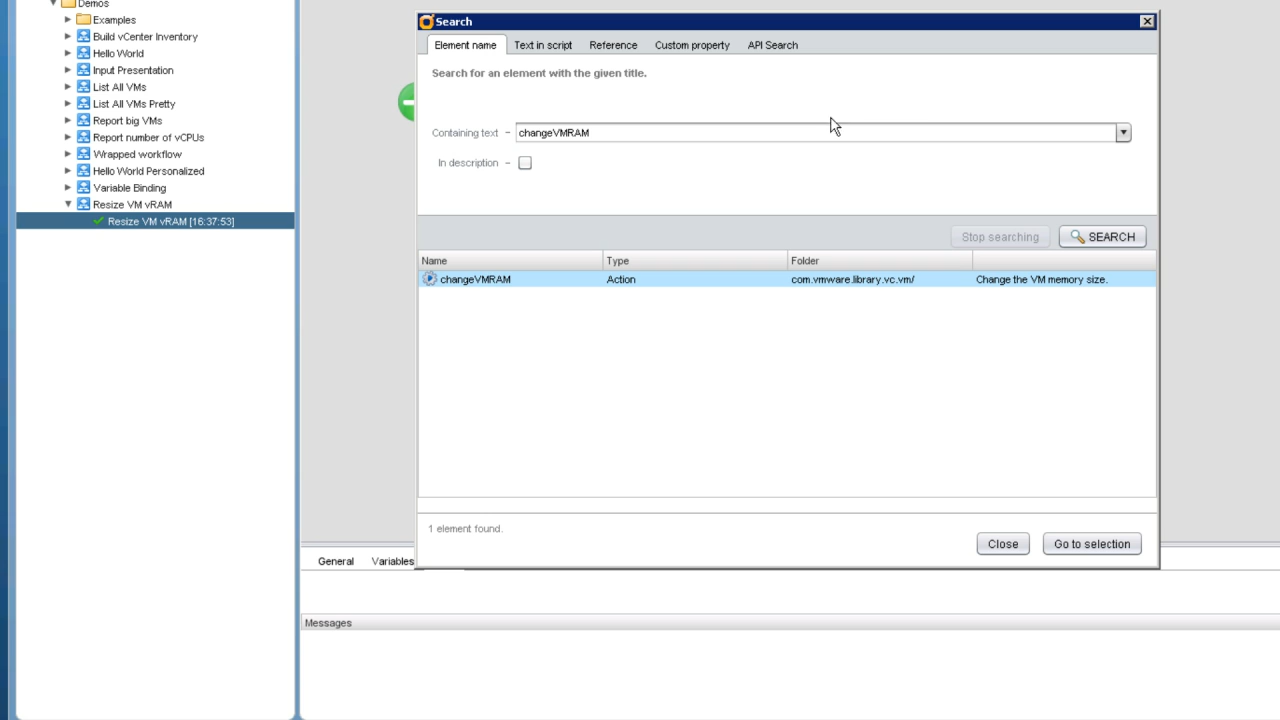 Demos
Examples
Build vCenter Inventory
Hello World
Input Presentation
List All VMs
List All VMs Pretty
Report big VMs
Report number of vCPUs
Wrapped workflow
Hello World Personalized
Variable Binding
Resize VM vRAM
Resize VM vRAM [16:37:53]
Search
Element name Text in script Reference Custom property API Search
Search for an element with the given title.
Containing text - changeVMRAM
In description -
Stop searching SEARCH
Name Type Folder
changeVMRAM Action com.vmware.library.vc.vm/ Change the VM memory size.
1 element found.
Close Go to selection
General Variables
Messages